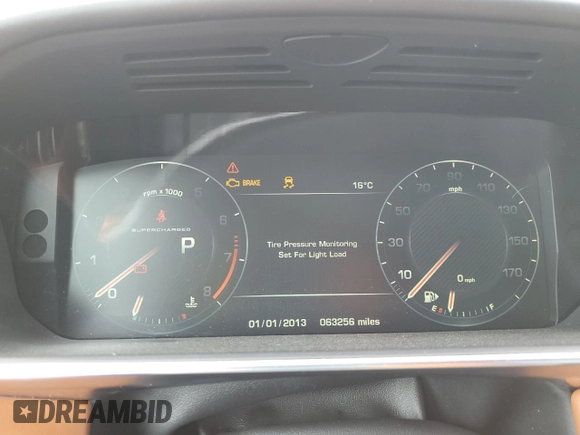 BRAKE
16°C
rpm x 1000
5
6
7
8
0
1
SUPERCHARGED
P
Tire Pressure Monitoring
Set For Light Load
mph
10
30
50
70
90
110
130
150
170
10
0 mph
E
F
01/01/2013 063256 miles
DREAMBID